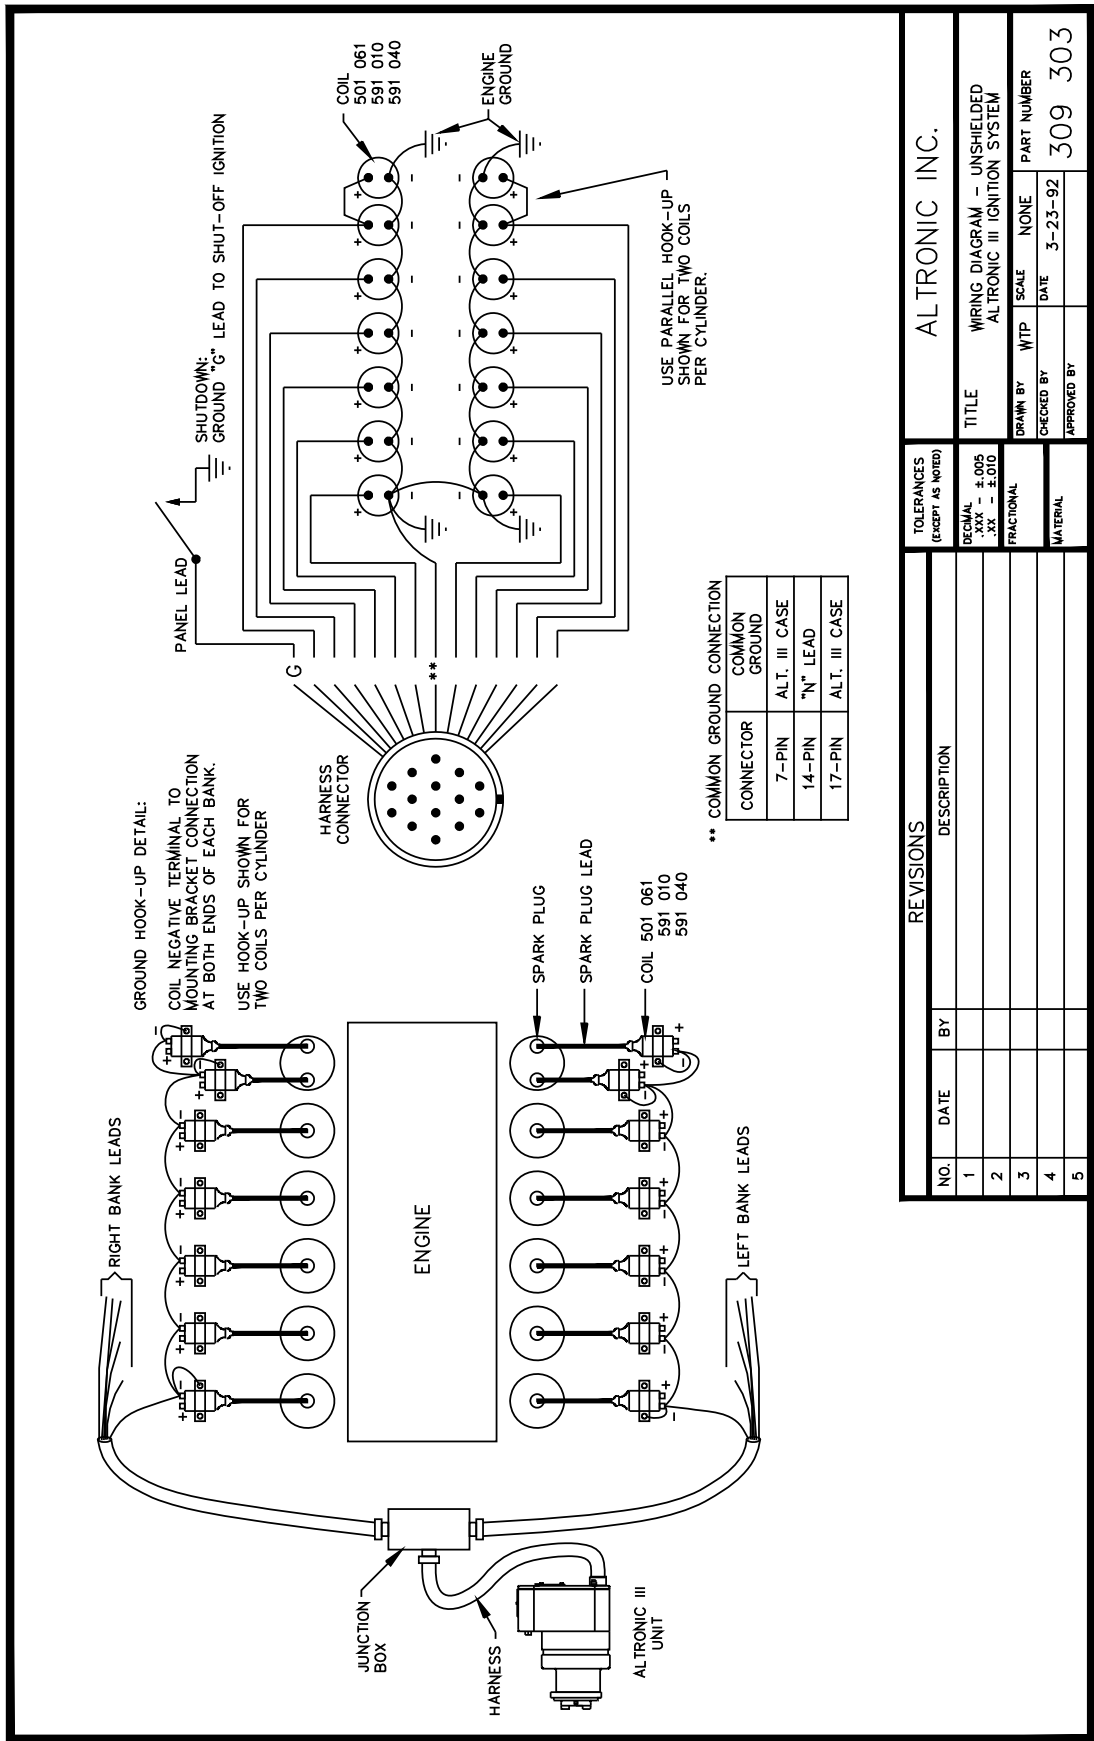 GROUND HOOK-UP DETAIL:
COIL NEGATIVE TERMINAL TO
MOUNTING BRACKET CONNECTION
AT BOTH ENDS OF EACH BANK.
USE HOOK-UP SHOWN FOR
TWO COILS PER CYLINDER
RIGHT BANK LEADS
ENGINE
JUNCTION
BOX
HARNESS
ALTRONIC III
UNIT
SPARK PLUG
SPARK PLUG LEAD
COIL 501 061
591 010
591 040
LEFT BANK LEADS
PANEL LEAD
SHUTDOWN:
GROUND "G" LEAD TO SHUT-OFF IGNITION
COIL
501 061
591 010
591 040
ENGINE
GROUND
G
**
HARNESS
CONNECTOR
USE PARALLEL HOOK-UP
SHOWN FOR TWO COILS
PER CYLINDER.
** COMMON GROUND CONNECTION
CONNECTOR COMMON
GROUND
7-PIN ALT. III CASE
14-PIN "N" LEAD
17-PIN ALT. III CASE
REVISIONS
NO. DATE BY DESCRIPTION
1
2
3
4
5
TOLERANCES
(EXCEPT AS NOTED)
DECIMAL
.XXX - ±.005
.XX - ±.010
FRACTIONAL
MATERIAL
ALTRONIC INC.
TITLE WIRING DIAGRAM - UNSHIELDED
ALTRONIC III IGNITION SYSTEM
DRAWN BY WTP SCALE NONE PART NUMBER
CHECKED BY DATE 3-23-92 309 303
APPROVED BY